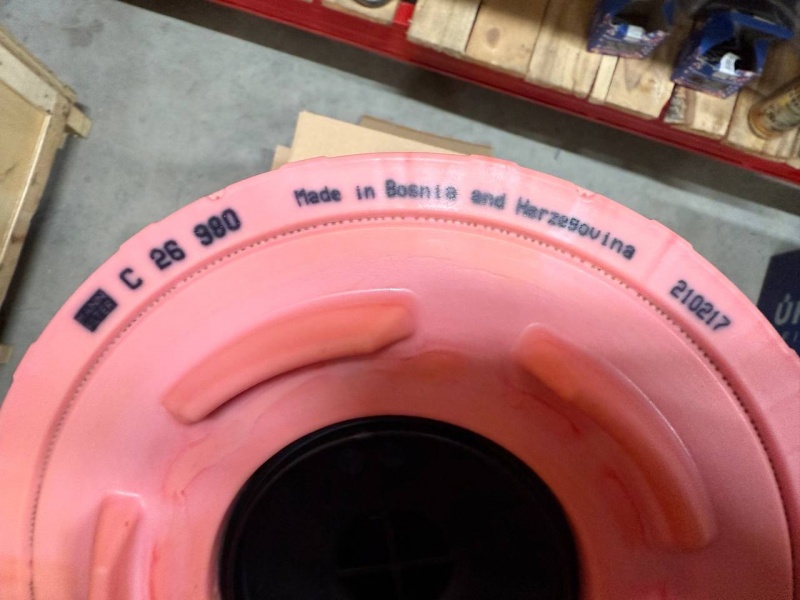 C 26 980
Made in Bosnia and Herzegovina
210217